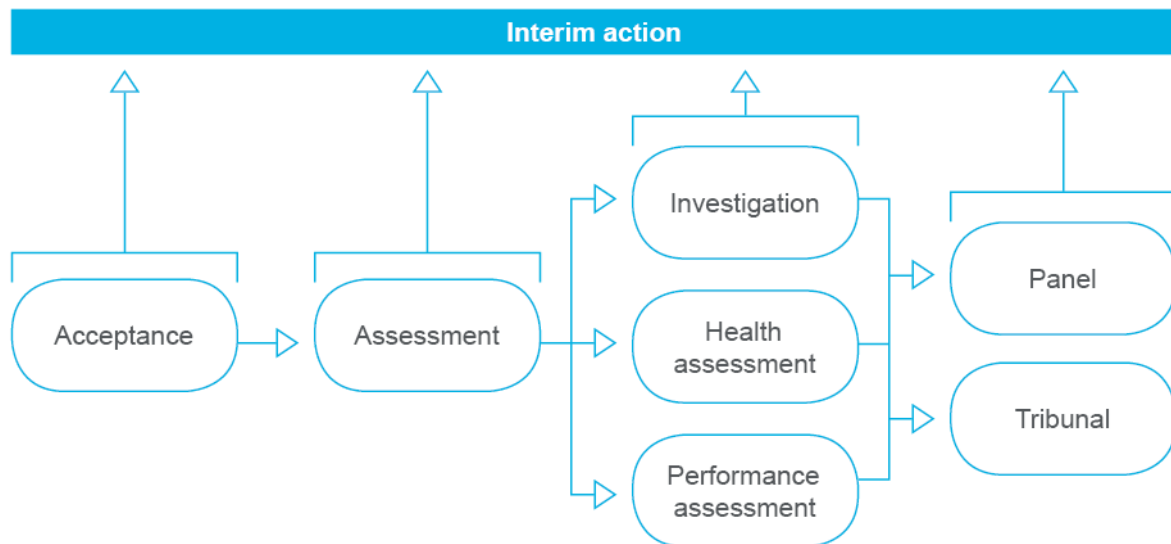 Interim action
Acceptance
Assessment
Investigation
Health
assessment
Performance
assessment
Panel
Tribunal